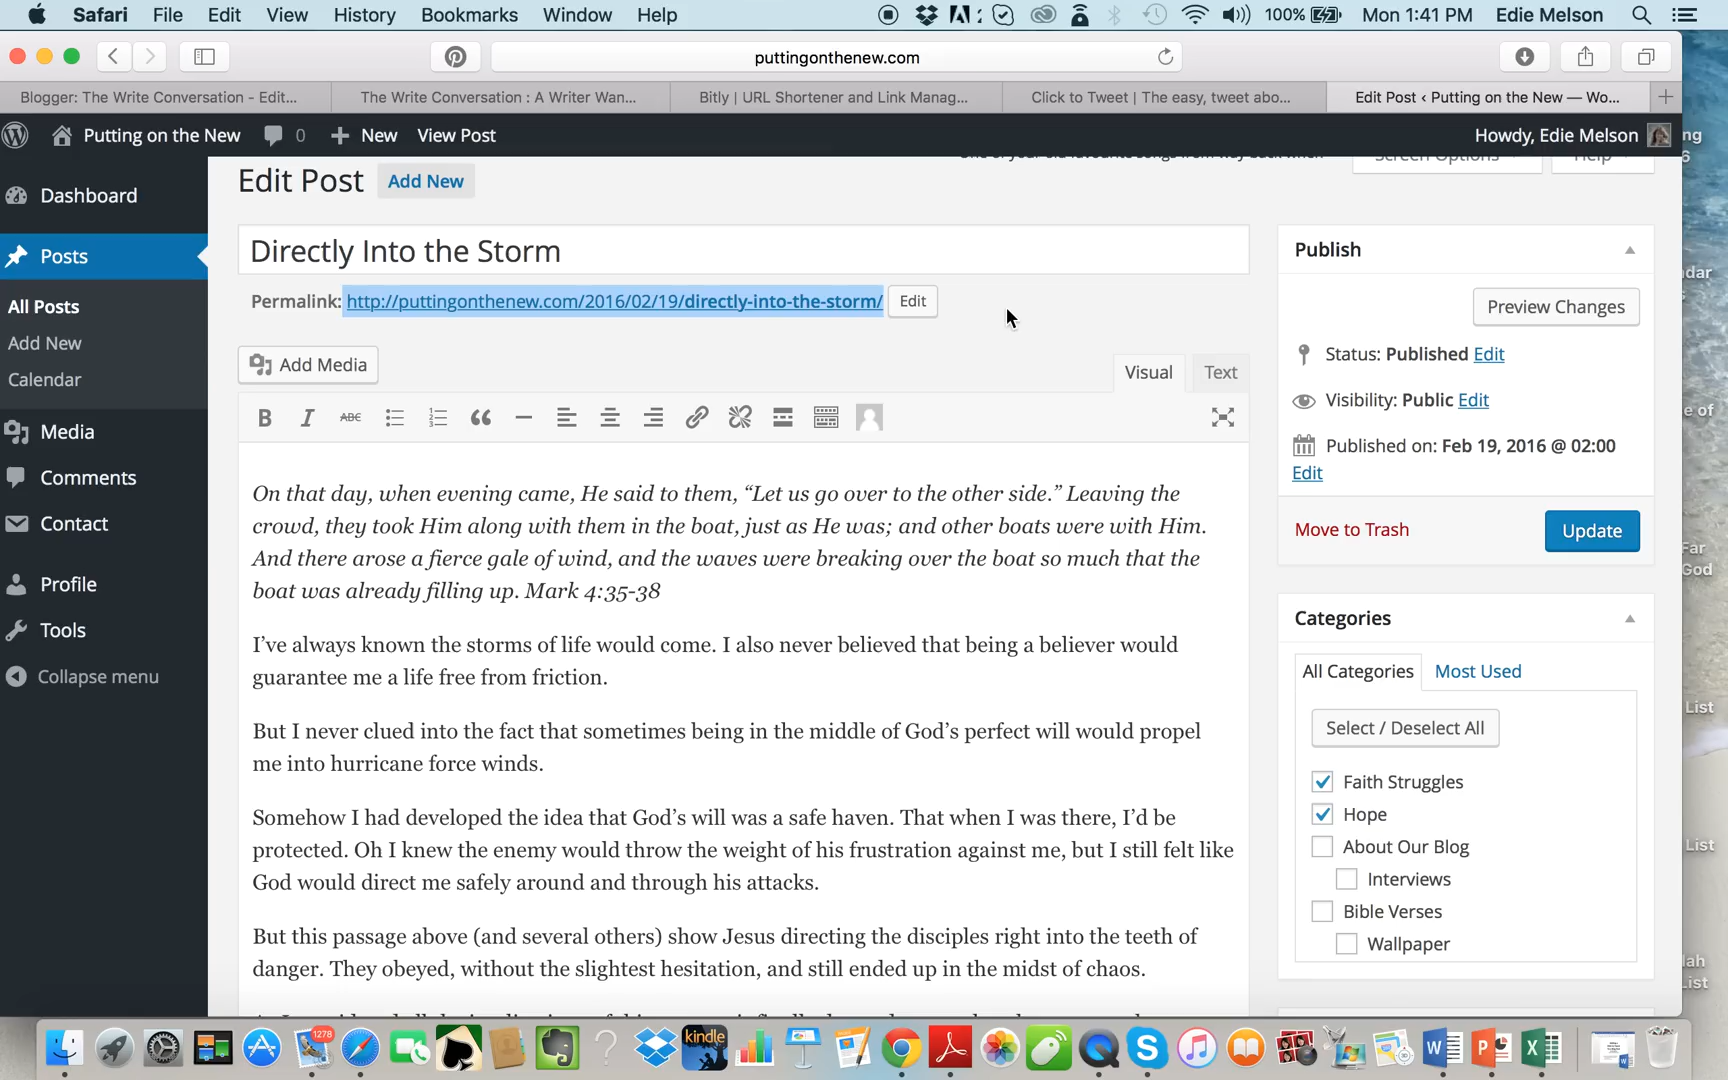 Safari File Edit View History Bookmarks Window Help 100% Mon 1:41 PM Edie Melson
puttingonthenew.com
Blogger: The Write Conversation - Edit... The Write Conversation : A Writer Wan... Bitly | URL Shortener and Link Manag... Click to Tweet | The easy, tweet abo... Edit Post ‹ Putting on the New — Wo...
Putting on the New 0 New View Post Howdy, Edie Melson
Dashboard
Posts
All Posts
Add New
Calendar
Media
Comments
Contact
Profile
Tools
Collapse menu
Edit Post Add New
Screen Options Help
Directly Into the Storm
Permalink: http://puttingonthenew.com/2016/02/19/directly-into-the-storm/ Edit
Add Media
Visual Text
B I ABC
On that day, when evening came, He said to them, “Let us go over to the other side.” Leaving the
crowd, they took Him along with them in the boat, just as He was; and other boats were with Him.
And there arose a fierce gale of wind, and the waves were breaking over the boat so much that the
boat was already filling up. Mark 4:35-38
I’ve always known the storms of life would come. I also never believed that being a believer would
guarantee me a life free from friction.
But I never clued into the fact that sometimes being in the middle of God’s perfect will would propel
me into hurricane force winds.
Somehow I had developed the idea that God’s will was a safe haven. That when I was there, I’d be
protected. Oh I knew the enemy would throw the weight of his frustration against me, but I still felt like
God would direct me safely around and through his attacks.
But this passage above (and several others) show Jesus directing the disciples right into the teeth of
danger. They obeyed, without the slightest hesitation, and still ended up in the midst of chaos.
Publish
Preview Changes
Status: Published Edit
Visibility: Public Edit
Published on: Feb 19, 2016 @ 02:00
Edit
Move to Trash Update
Categories
All Categories Most Used
Select / Deselect All
Faith Struggles
Hope
About Our Blog
Interviews
Bible Verses
Wallpaper
ng
6
dar
e of
Far
God
List
List
lah
List
1278
kindle